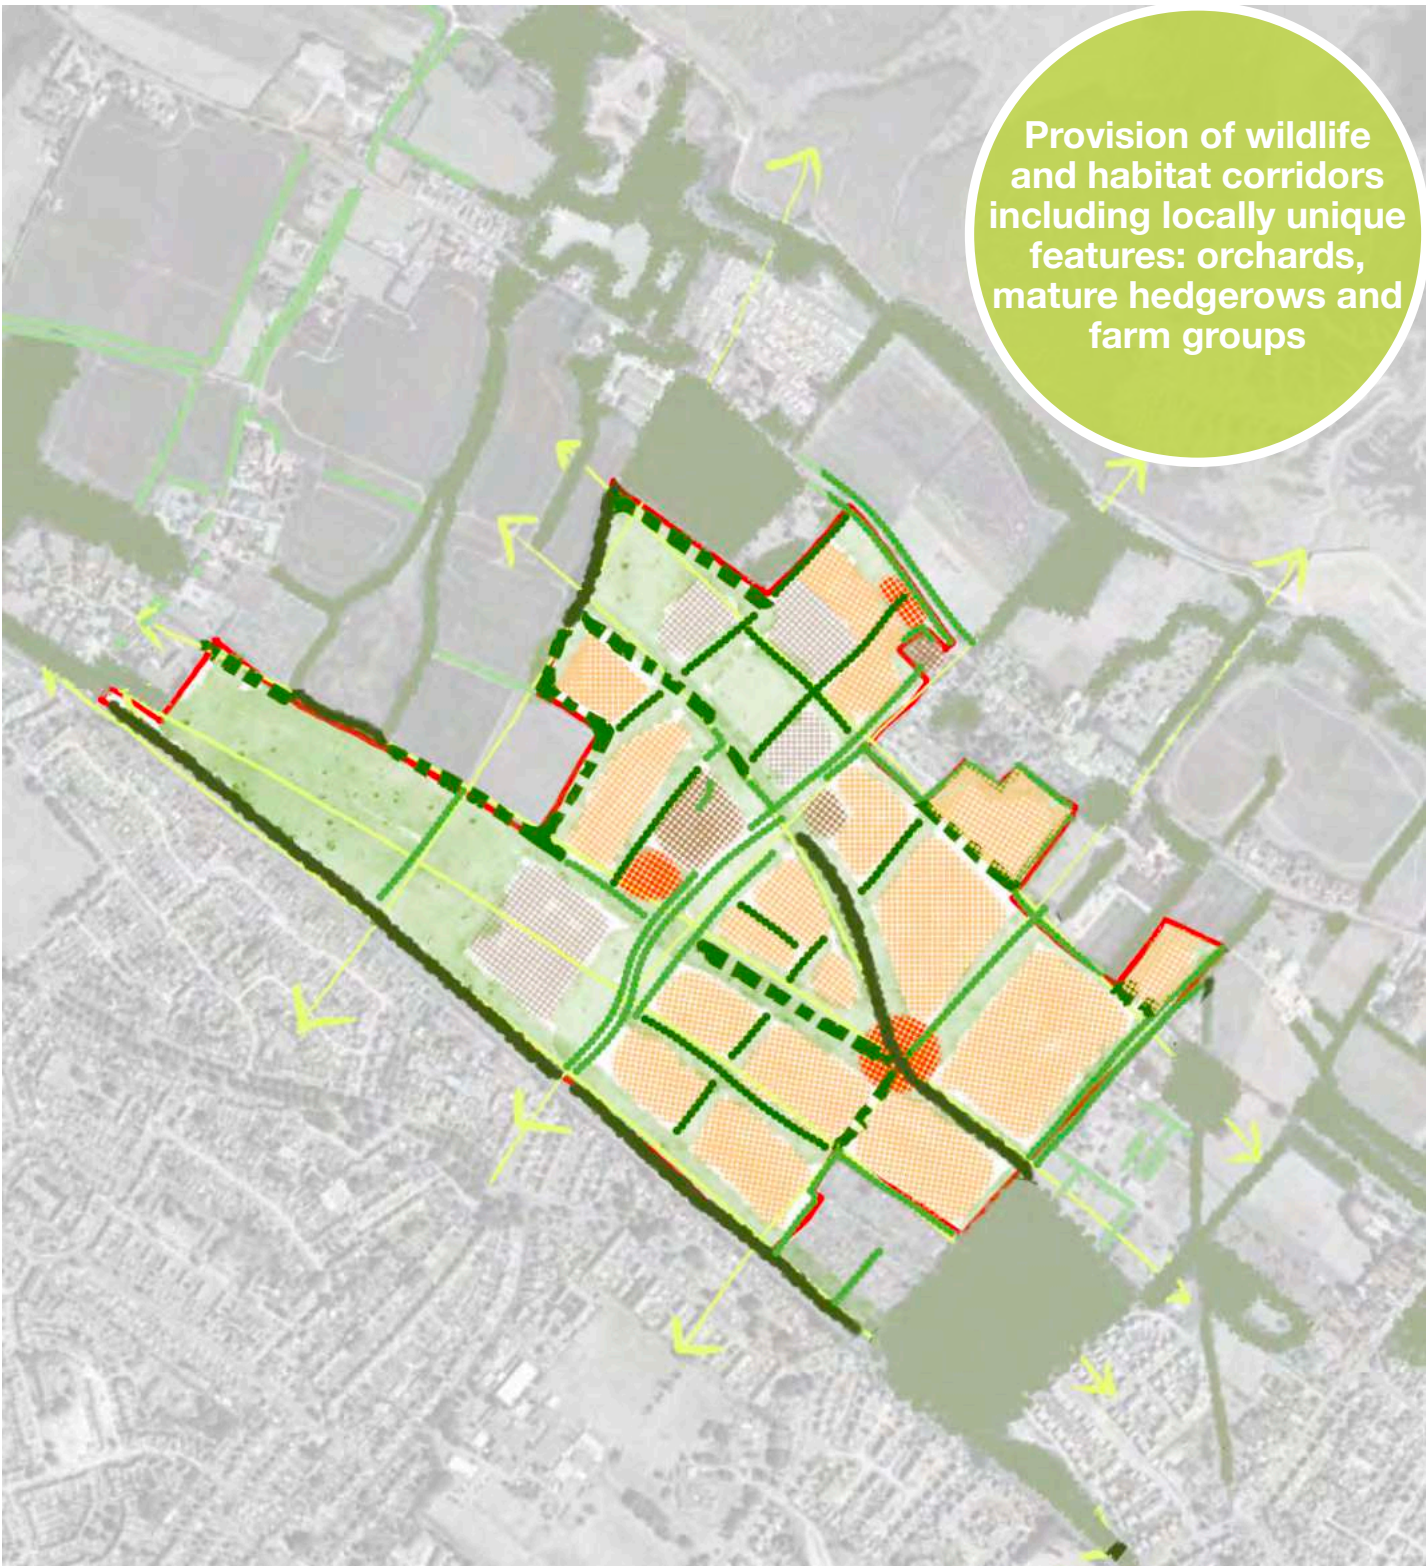 Provision of wildlife
and habitat corridors
including locally unique
features: orchards,
mature hedgerows and
farm groups